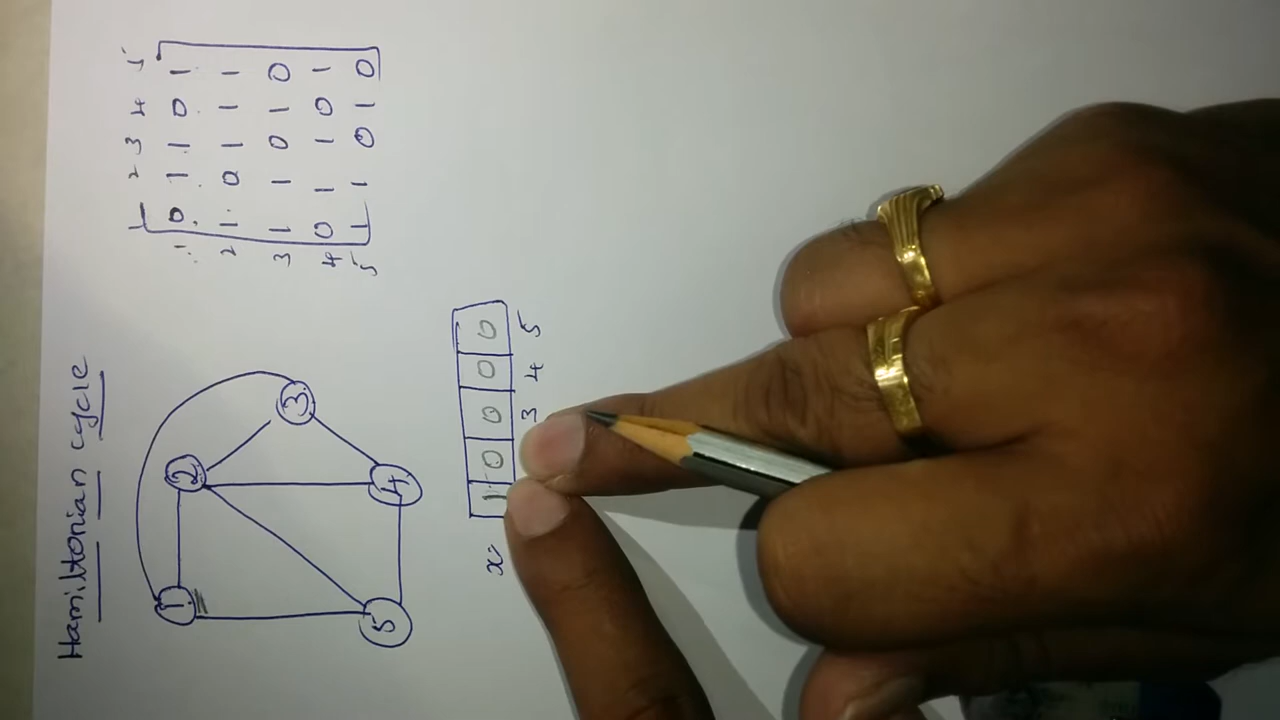 Hamiltonian cycle
1 2 3
5 4
1 2 3 4 5
1 0 1 1 0 1
2 1 0 1 1 1
3 1 1 0 1 0
4 0 1 1 0 1
5 1 1 0 1 0
x= 1 0 0 0 0
3 4 5